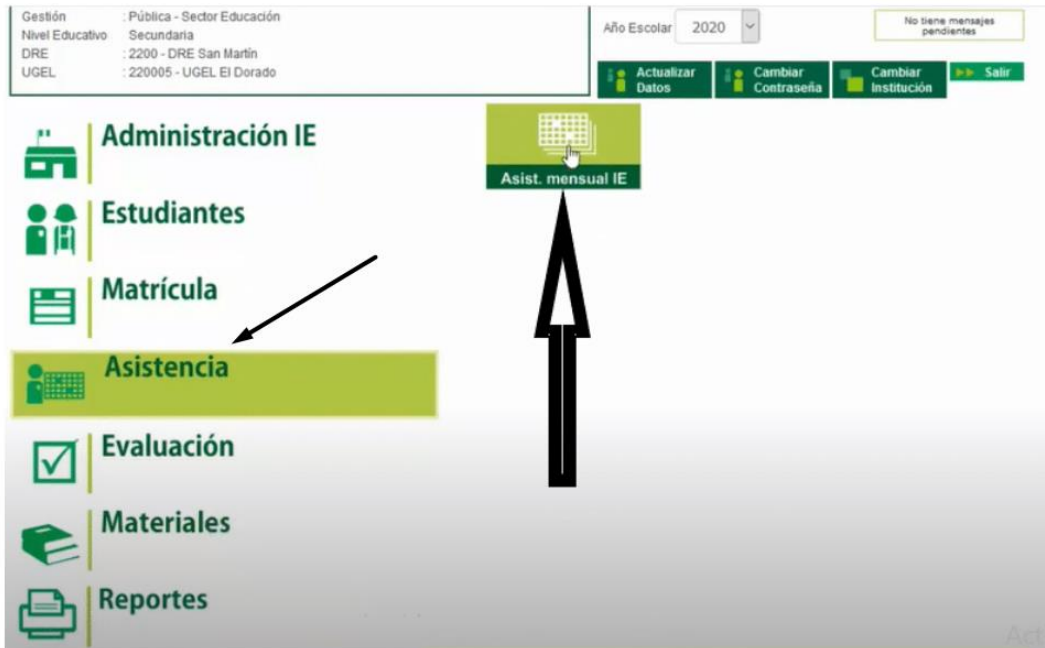 Gestión : Pública - Sector Educación
Nivel Educativo Secundaria
DRE : 2200 - DRE San Martín
UGEL : 220005 - UGEL El Dorado
Año Escolar 2020
No tiene mensajes
pendientes
Actualizar
Datos
Cambiar
Contraseña
Cambiar
Institución
Salir
Administración IE
Asist. mensual IE
Estudiantes
Matrícula
Asistencia
Evaluación
Materiales
Reportes
Act